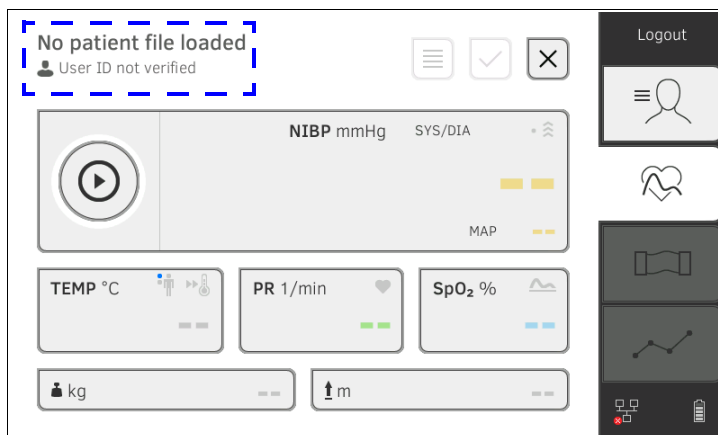 No patient file loaded
User ID not verified
Logout
NIBP mmHg SYS/DIA
-- --
MAP --
TEMP °C
--
PR 1/min
--
SpO₂ %
--
kg --
m --